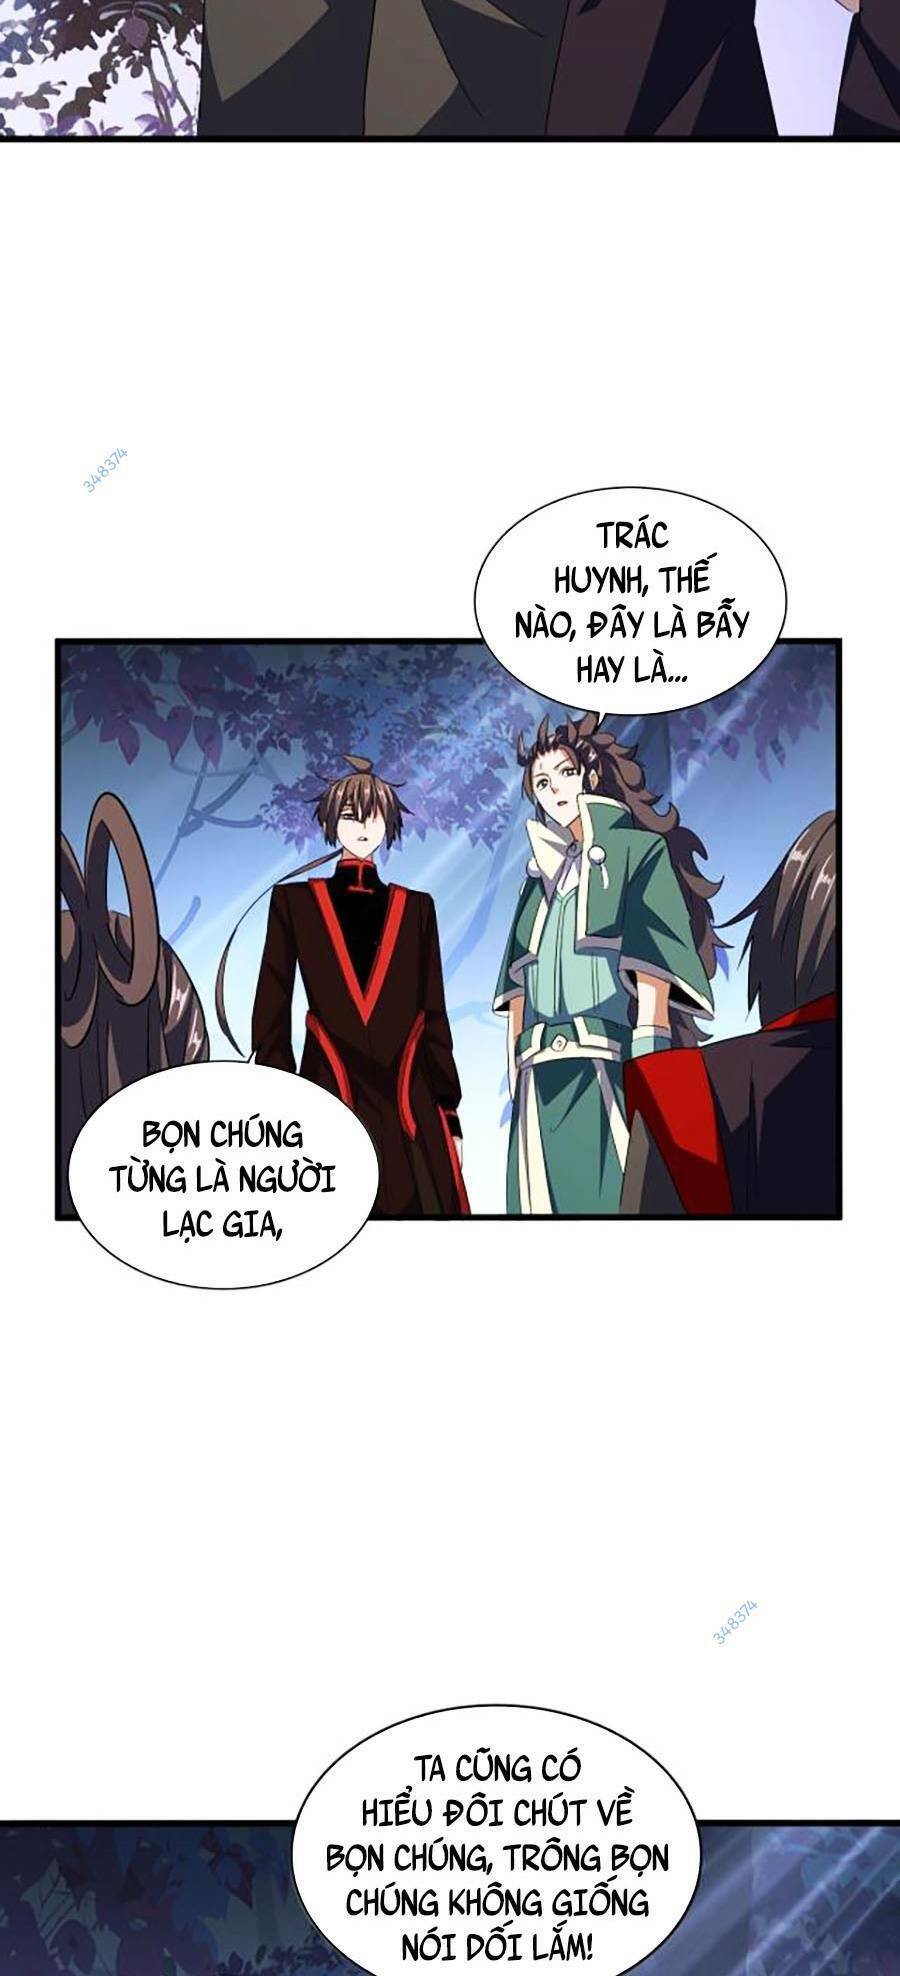 348374
TRÁC
HUYNH, THẾ
NÀO, ĐÂY LÀ BẪY
HAY LÀ...
BỌN CHÚNG
TỪNG LÀ NGƯỜI
LẠC GIA,
348374
TA CŨNG CÓ
HIỂU ĐÔI CHÚT VỀ
BỌN CHÚNG, TRÔNG BỌN
CHÚNG KHÔNG GIỐNG
NÓI DỐI LẮM!